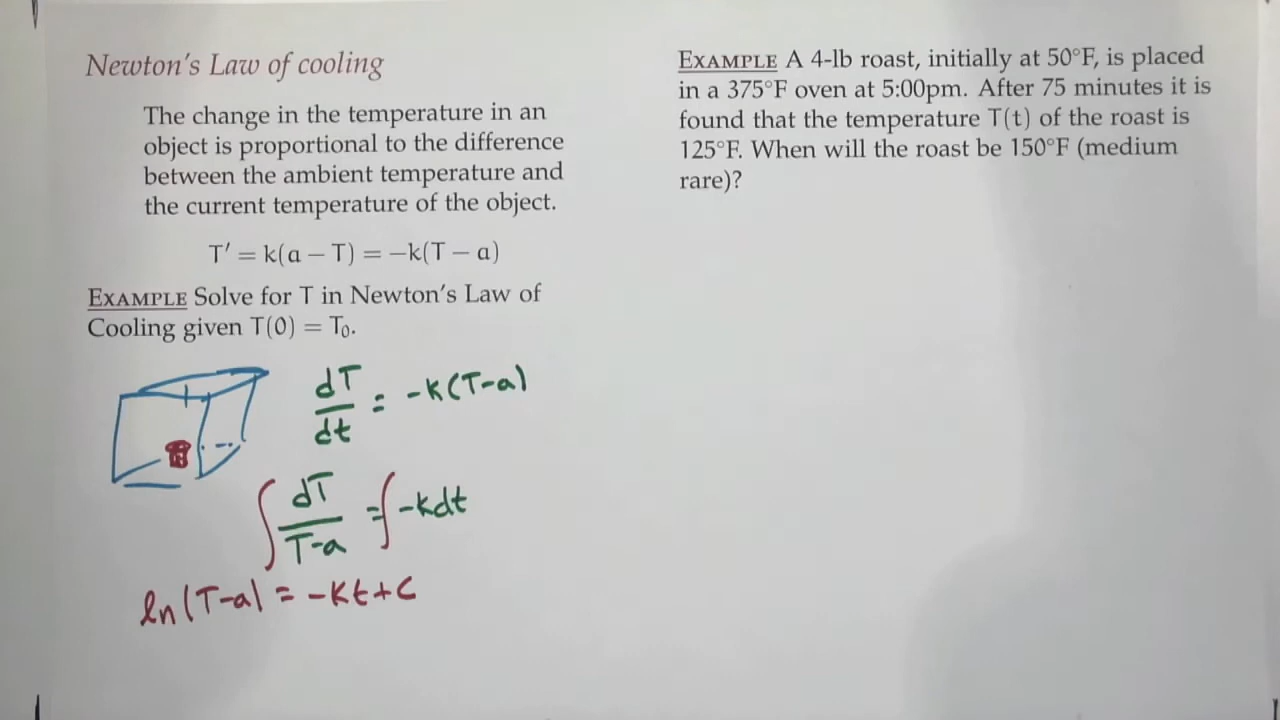 Newton's Law of cooling
The change in the temperature in an
object is proportional to the difference
between the ambient temperature and
the current temperature of the object.
T′ = k(a − T) = −k(T − a)
EXAMPLE Solve for T in Newton's Law of
Cooling given T(0) = T₀.
dT/dt = -k(T-a)
∫ dT/(T-a) = ∫ -kdt
ln|T-a| = -kt+c
EXAMPLE A 4-lb roast, initially at 50°F, is placed
in a 375°F oven at 5:00pm. After 75 minutes it is
found that the temperature T(t) of the roast is
125°F. When will the roast be 150°F (medium
rare)?